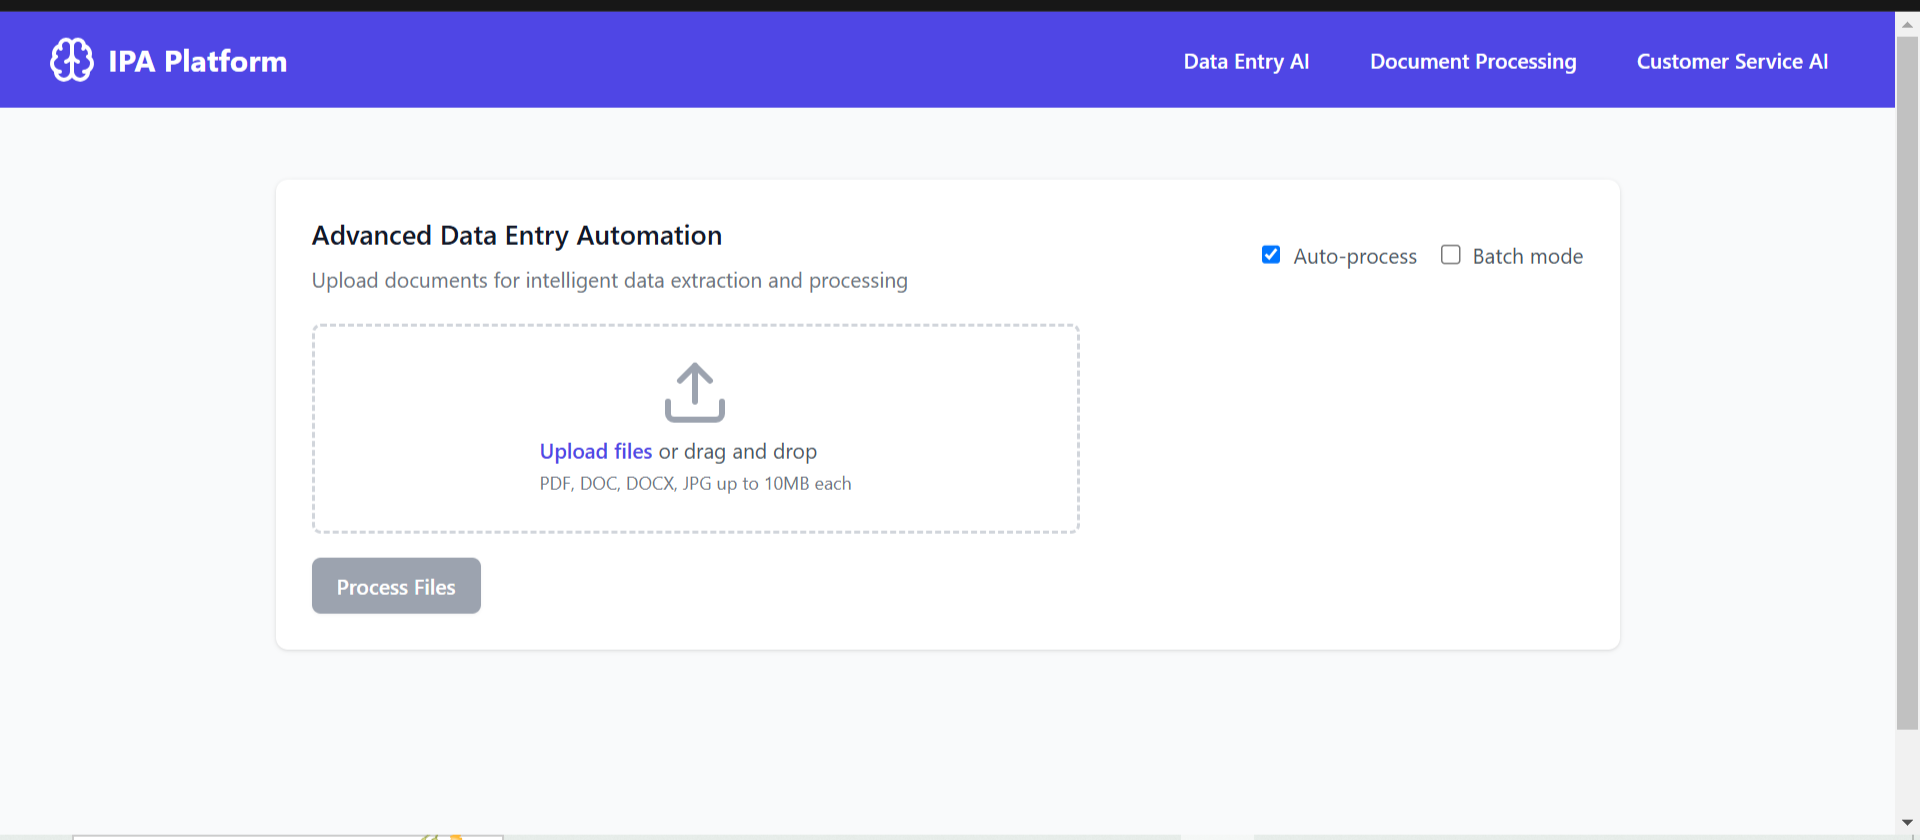 IPA Platform
Data Entry AI
Document Processing
Customer Service AI
Advanced Data Entry Automation
Upload documents for intelligent data extraction and processing
Auto-process
Batch mode
Upload files or drag and drop
PDF, DOC, DOCX, JPG up to 10MB each
Process Files